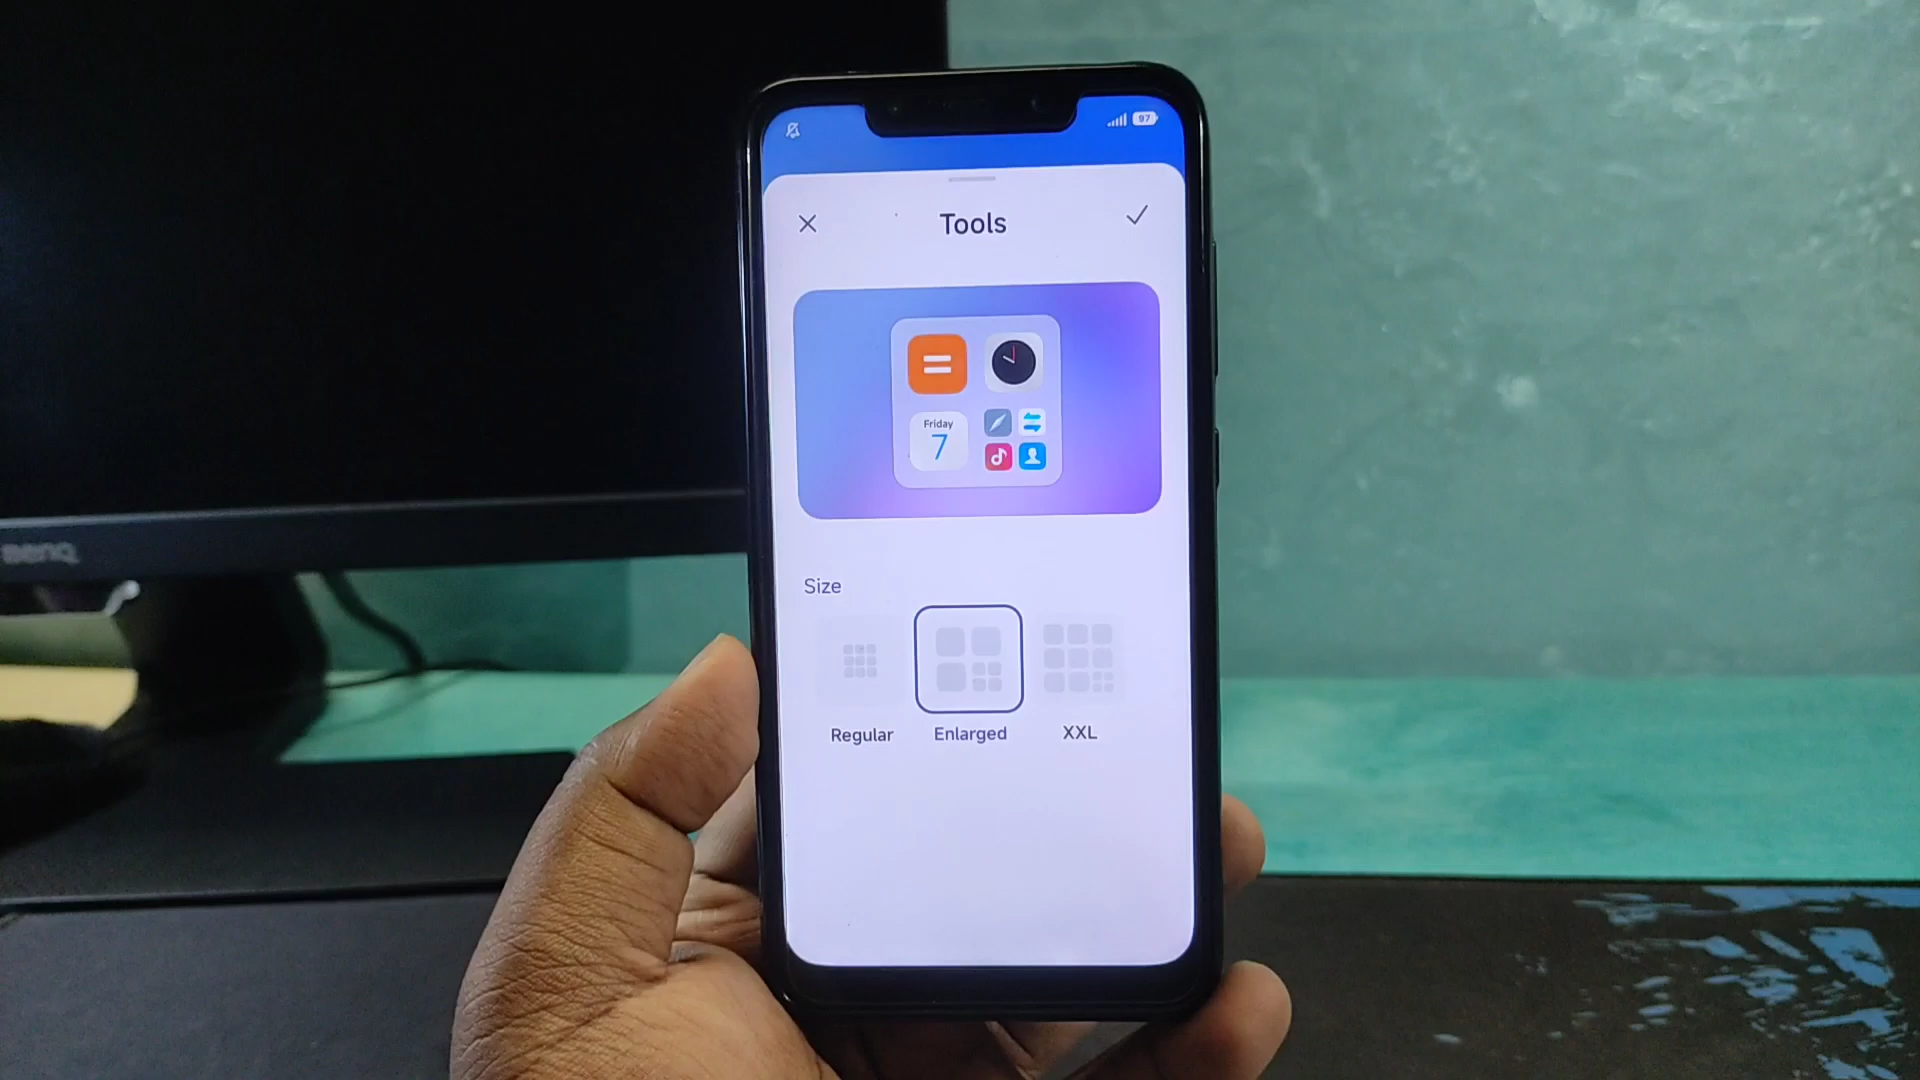 97
Tools
Friday
7
Size
Regular
Enlarged
XXL
BenQ